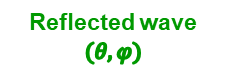 Reflected wave
(θ, φ)